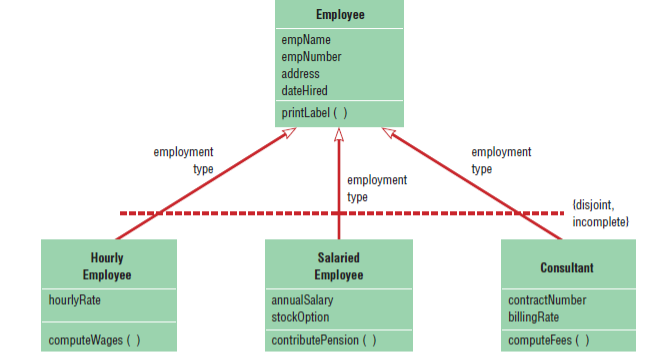 Employee
empName
empNumber
address
dateHired
printLabel ( )
employment
type
employment
type
employment
type
{disjoint,
incomplete}
Hourly
Employee
hourlyRate
computeWages ( )
Salaried
Employee
annualSalary
stockOption
contributePension ( )
Consultant
contractNumber
billingRate
computeFees ( )